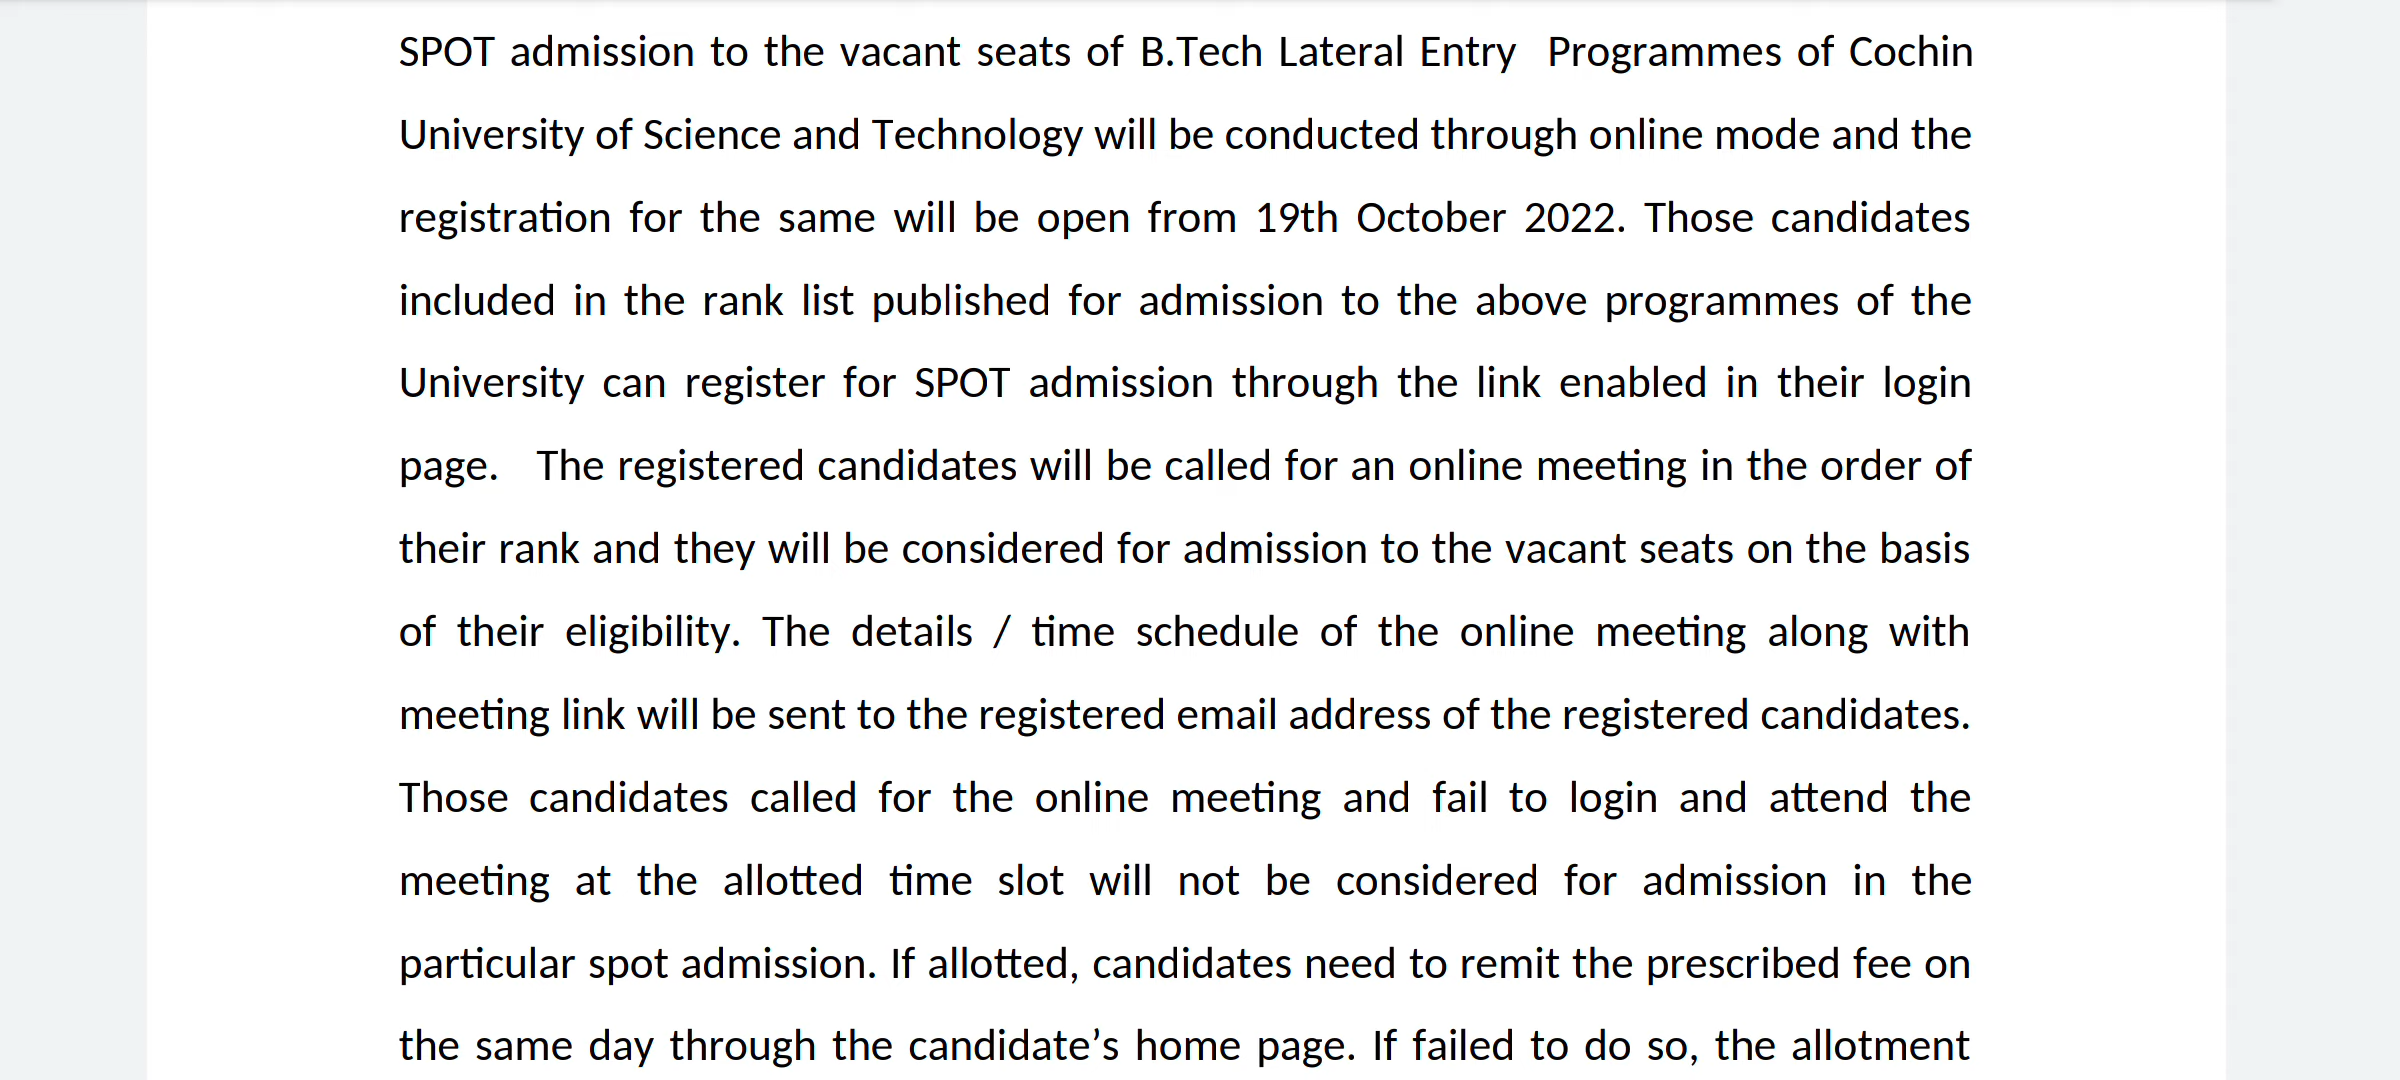 SPOT admission to the vacant seats of B.Tech Lateral Entry  Programmes of Cochin
University of Science and Technology will be conducted through online mode and the
registration for the same will be open from 19th October 2022. Those candidates
included in the rank list published for admission to the above programmes of the
University can register for SPOT admission through the link enabled in their login
page.   The registered candidates will be called for an online meeting in the order of
their rank and they will be considered for admission to the vacant seats on the basis
of their eligibility. The details / time schedule of the online meeting along with
meeting link will be sent to the registered email address of the registered candidates.
Those candidates called for the online meeting and fail to login and attend the
meeting at the allotted time slot will not be considered for admission in the
particular spot admission. If allotted, candidates need to remit the prescribed fee on
the same day through the candidate’s home page. If failed to do so, the allotment